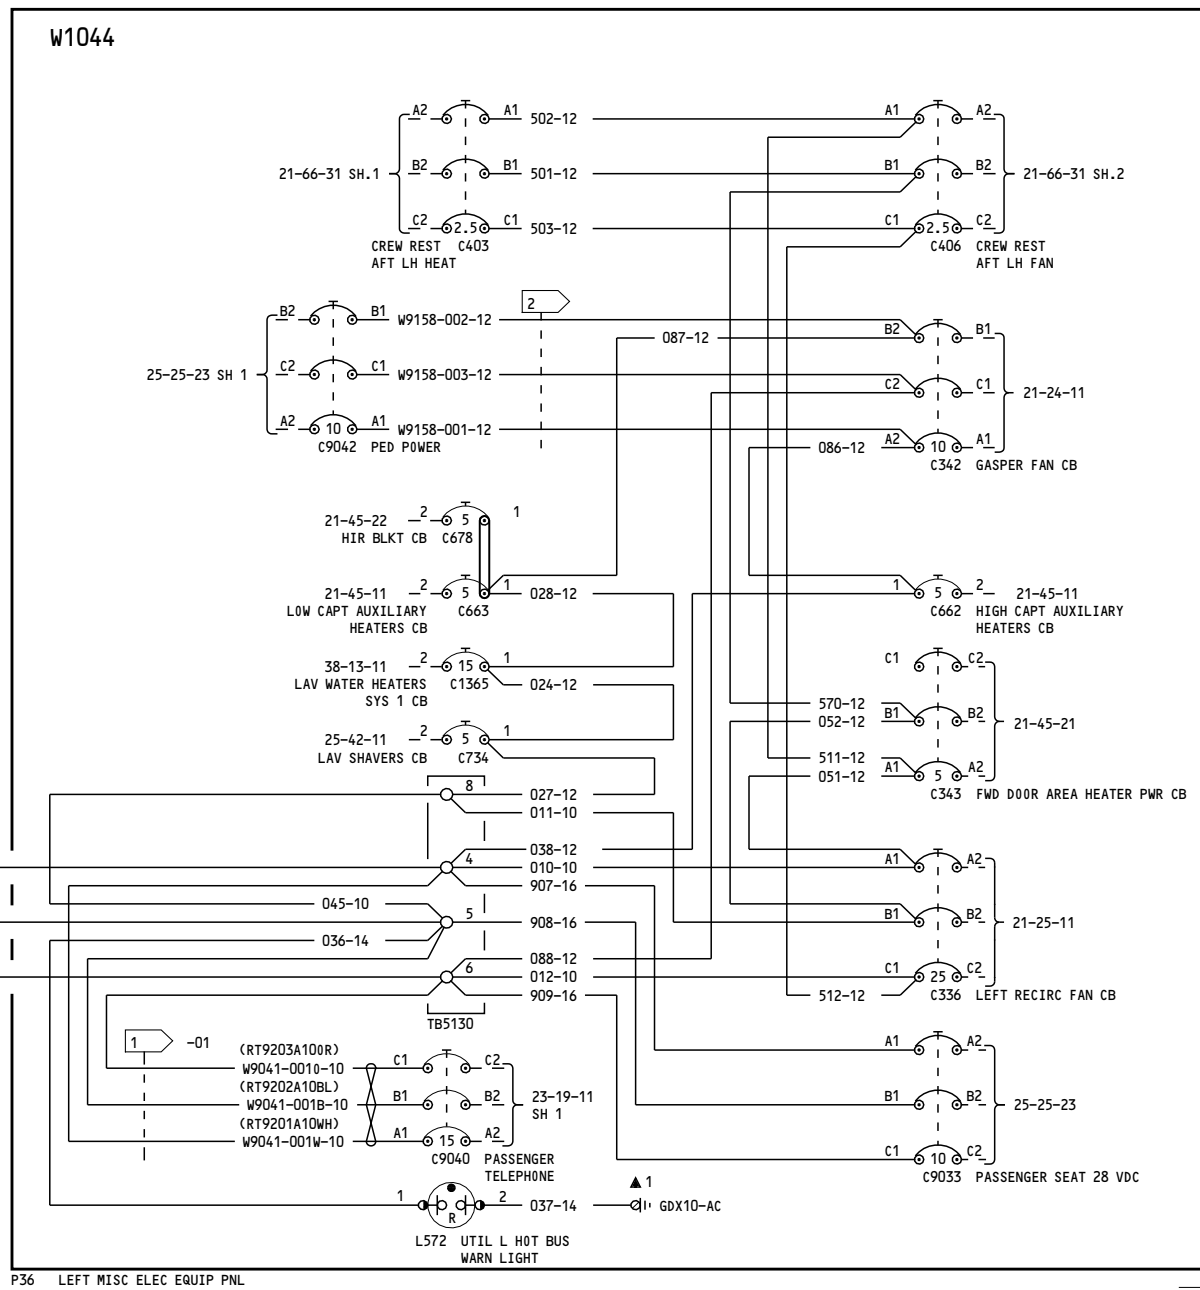 W1044
A2 A1 502-12 A1 A2
B2 B1 501-12 B1 B2
21-66-31 SH.1 21-66-31 SH.2
C2 2.5 C1 503-12 C1 2.5 C2
CREW REST C403 C406 CREW REST
AFT LH HEAT AFT LH FAN
2
B2 B1 W9158-002-12
087-12 B2 B1
25-25-23 SH 1 C2 C1 W9158-003-12
C2 C1 21-24-11
A2 10 A1 W9158-001-12
C9042 PED POWER 086-12 A2 10 A1
C342 GASPER FAN CB
21-45-22 2 5 1
HIR BLKT CB C678
21-45-11 2 5 1 028-12 1 5 2 21-45-11
LOW CAPT AUXILIARY C663 C662 HIGH CAPT AUXILIARY
HEATERS CB HEATERS CB
38-13-11 2 15 1 C1 C2
LAV WATER HEATERS C1365 024-12
SYS 1 CB 570-12
052-12 B1 B2 21-45-21
25-42-11 2 5 1
LAV SHAVERS CB C734 511-12
051-12 A1 5 A2
8 027-12 C343 FWD DOOR AREA HEATER PWR CB
011-10
038-12
4 010-10 A1 A2
907-16
045-10
5 908-16 B1 B2 21-25-11
036-14
088-12
6 012-10 C1 25 C2
909-16 512-12 C336 LEFT RECIRC FAN CB
TB5130
1 -01
(RT9203A100R) A1 A2
W9041-0010-10 C1 C2
(RT9202A10BL) 23-19-11
W9041-001B-10 B1 B2 SH 1 B1 B2 25-25-23
(RT9201A10WH)
W9041-001W-10 A1 15 A2
C9040 PASSENGER C1 10 C2
TELEPHONE C9033 PASSENGER SEAT 28 VDC
1
1 R 2 037-14 GDX10-AC
L572 UTIL L HOT BUS
WARN LIGHT
P36 LEFT MISC ELEC EQUIP PNL